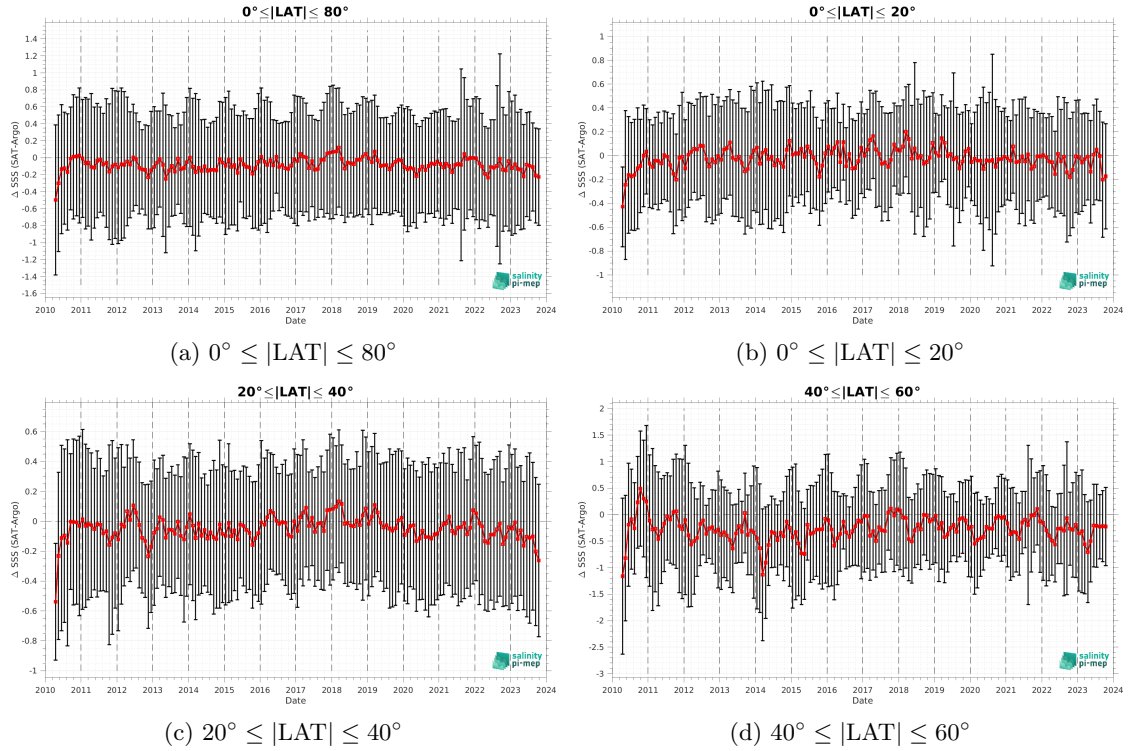 0°≤|LAT|≤ 80°
Δ SSS (SAT-Argo)
1.4
1.2
1
0.8
0.6
0.4
0.2
0
-0.2
-0.4
-0.6
-0.8
-1
-1.2
-1.4
-1.6
2010 2011 2012 2013 2014 2015 2016 2017 2018 2019 2020 2021 2022 2023 2024
Date
salinity
pi-mep
(a) 0° ≤ |LAT| ≤ 80°
0°≤|LAT|≤ 20°
Δ SSS (SAT-Argo)
1
0.8
0.6
0.4
0.2
0
-0.2
-0.4
-0.6
-0.8
-1
2010 2011 2012 2013 2014 2015 2016 2017 2018 2019 2020 2021 2022 2023 2024
Date
salinity
pi-mep
(b) 0° ≤ |LAT| ≤ 20°
20°≤|LAT|≤ 40°
Δ SSS (SAT-Argo)
0.6
0.4
0.2
0
-0.2
-0.4
-0.6
-0.8
-1
2010 2011 2012 2013 2014 2015 2016 2017 2018 2019 2020 2021 2022 2023 2024
Date
salinity
pi-mep
(c) 20° ≤ |LAT| ≤ 40°
40°≤|LAT|≤ 60°
Δ SSS (SAT-Argo)
2
1.5
1
0.5
0
-0.5
-1
-1.5
-2
-2.5
-3
2010 2011 2012 2013 2014 2015 2016 2017 2018 2019 2020 2021 2022 2023 2024
Date
salinity
pi-mep
(d) 40° ≤ |LAT| ≤ 60°